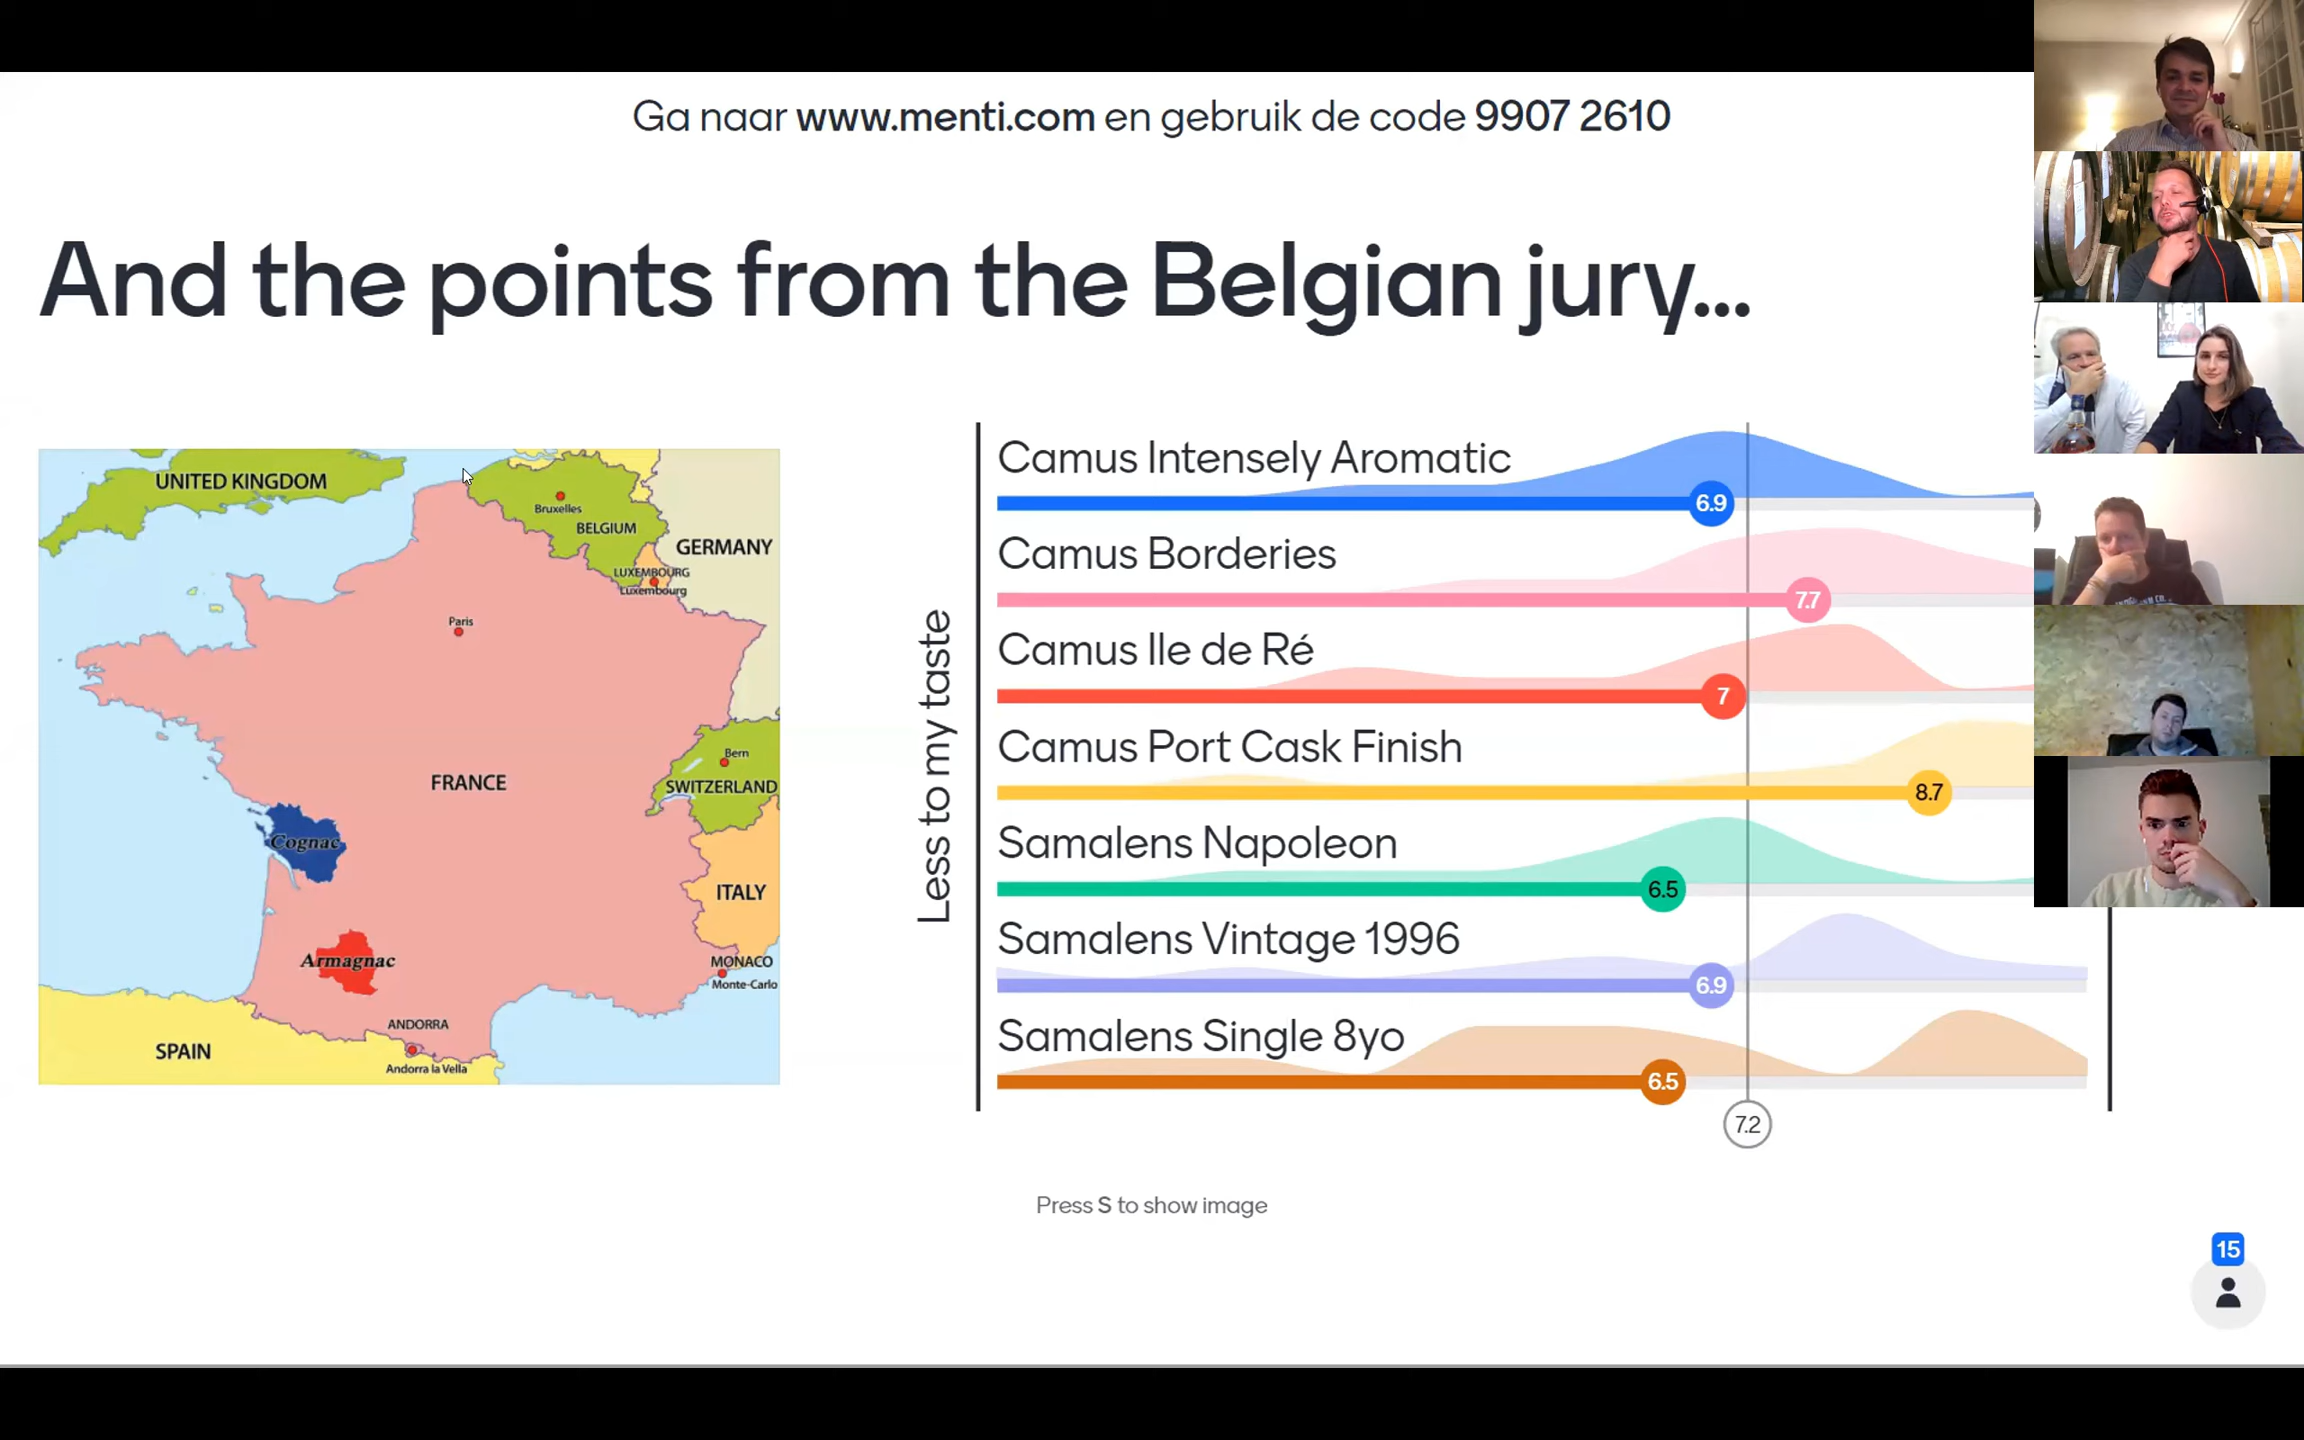 Ga naar www.menti.com en gebruik de code 9907 2610
And the points from the Belgian jury...
UNITED KINGDOM
Bruxelles
BELGIUM
GERMANY
LUXEMBOURG
Luxembourg
Paris
Bern
SWITZERLAND
FRANCE
Cognac
ITALY
Armagnac
MONACO
Monte-Carlo
ANDORRA
SPAIN
Andorra la Vella
Less to my taste
Camus Intensely Aromatic
6.9
Camus Borderies
7.7
Camus Ile de Ré
7
Camus Port Cask Finish
8.7
Samalens Napoleon
6.5
Samalens Vintage 1996
6.9
Samalens Single 8yo
6.5
7.2
Press S to show image
15